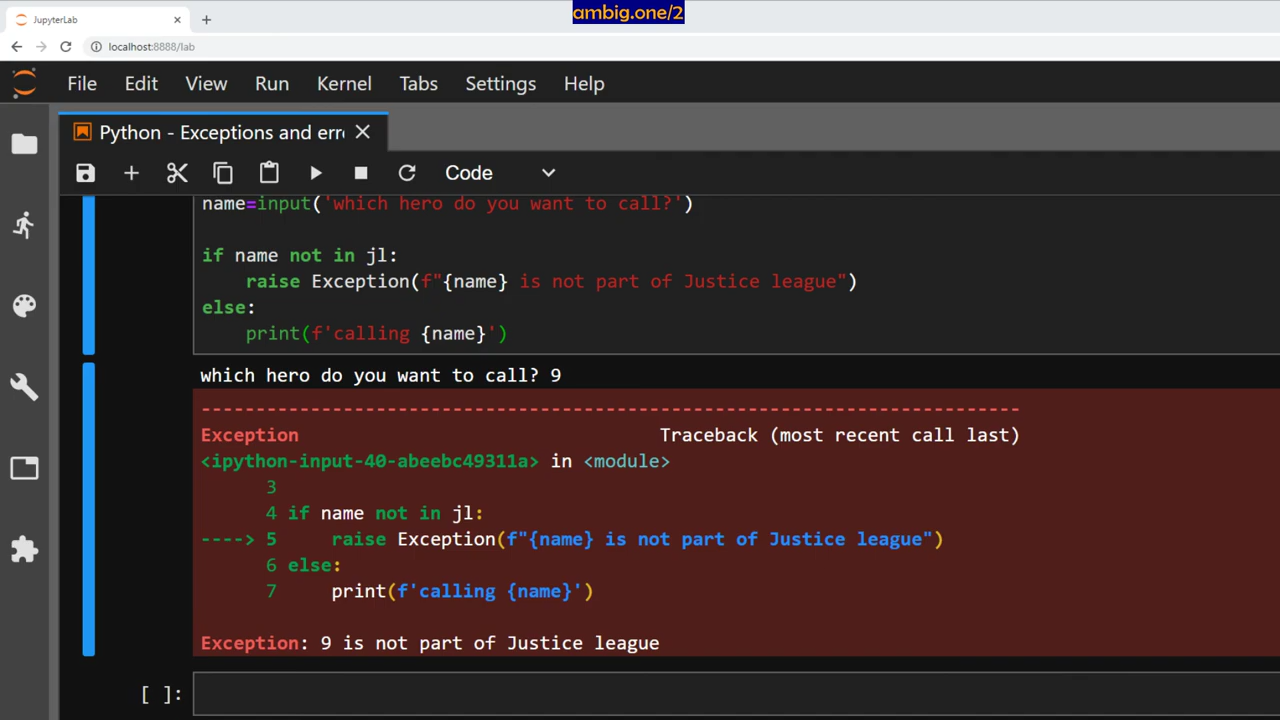 ambig.one/2
JupyterLab
localhost:8888/lab
File Edit View Run Kernel Tabs Settings Help
Python - Exceptions and erro
Code
name=input('which hero do you want to call?')
if name not in jl:
raise Exception(f"{name} is not part of Justice league")
else:
print(f'calling {name}')
which hero do you want to call? 9
---------------------------------------------------------------------------
Exception Traceback (most recent call last)
<ipython-input-40-abeebc49311a> in <module>
3
4 if name not in jl:
----> 5 raise Exception(f"{name} is not part of Justice league")
6 else:
7 print(f'calling {name}')
Exception: 9 is not part of Justice league
[ ]: